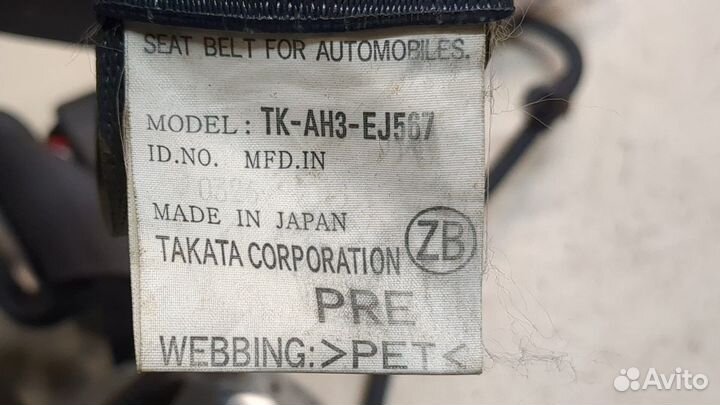 SEAT BELT FOR AUTOMOBILES.
MODEL: TK-AH3-EJ567
ID.NO. MFD.IN
MADE IN JAPAN
TAKATA CORPORATION
ZB
PRE
WEBBING:>PET<
Avito